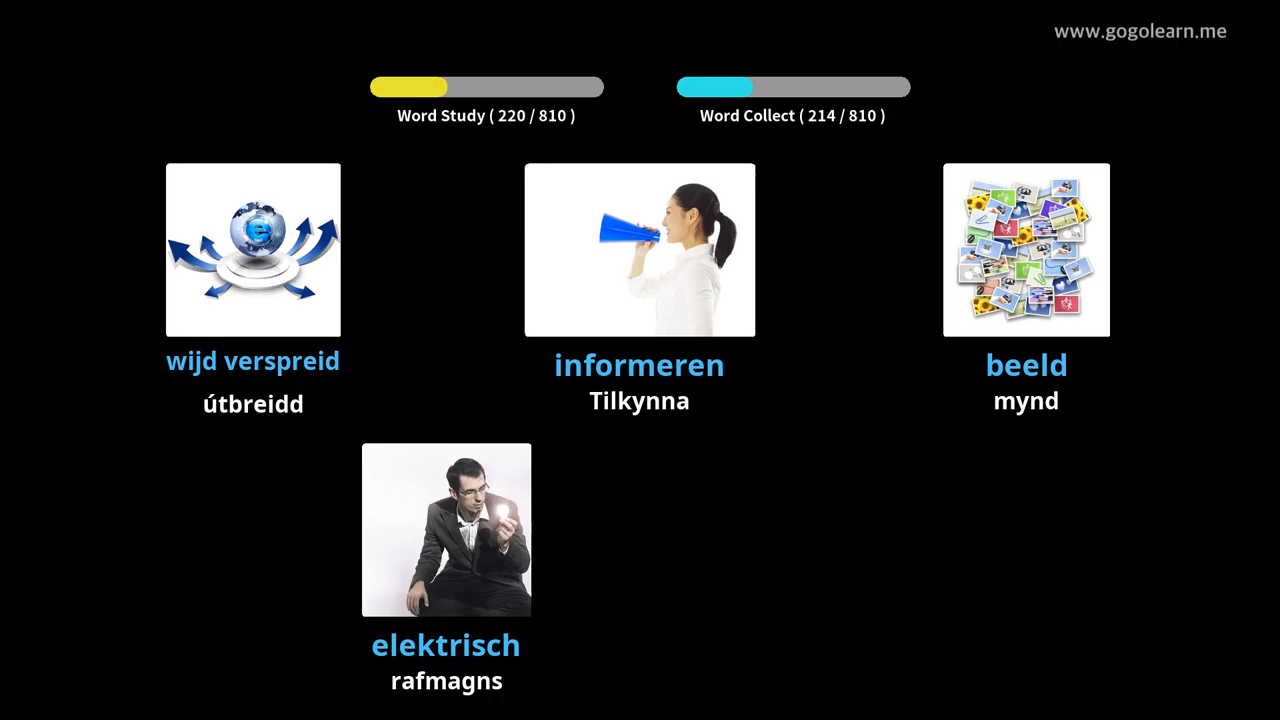 www.gogolearn.me
Word Study ( 220 / 810 )
Word Collect ( 214 / 810 )
wijd verspreid
útbreidd
informeren
Tilkynna
beeld
mynd
elektrisch
rafmagns